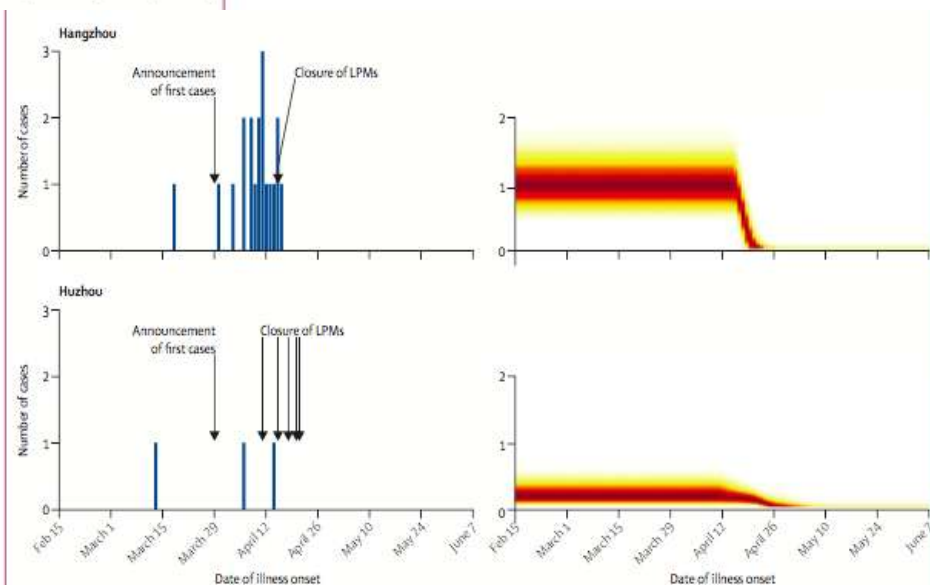 Hangzhou
3
2
1
0
Number of cases
Announcement
of first cases
Closure of LPMs
2
1
0
Huzhou
3
2
1
0
Number of cases
Announcement
of first cases
Closure of LPMs
Feb 15
March 1
March 15
March 29
April 12
April 26
May 10
May 24
June 7
Date of illness onset
2
1
0
Feb 15
March 1
March 15
March 29
April 12
April 26
May 10
May 24
June 7
Date of illness onset